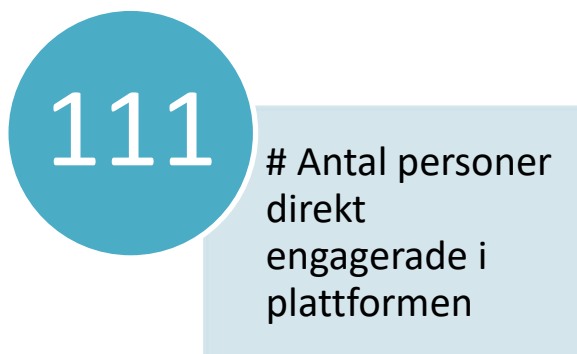 111
# Antal personer
direkt
engagerade i
plattformen